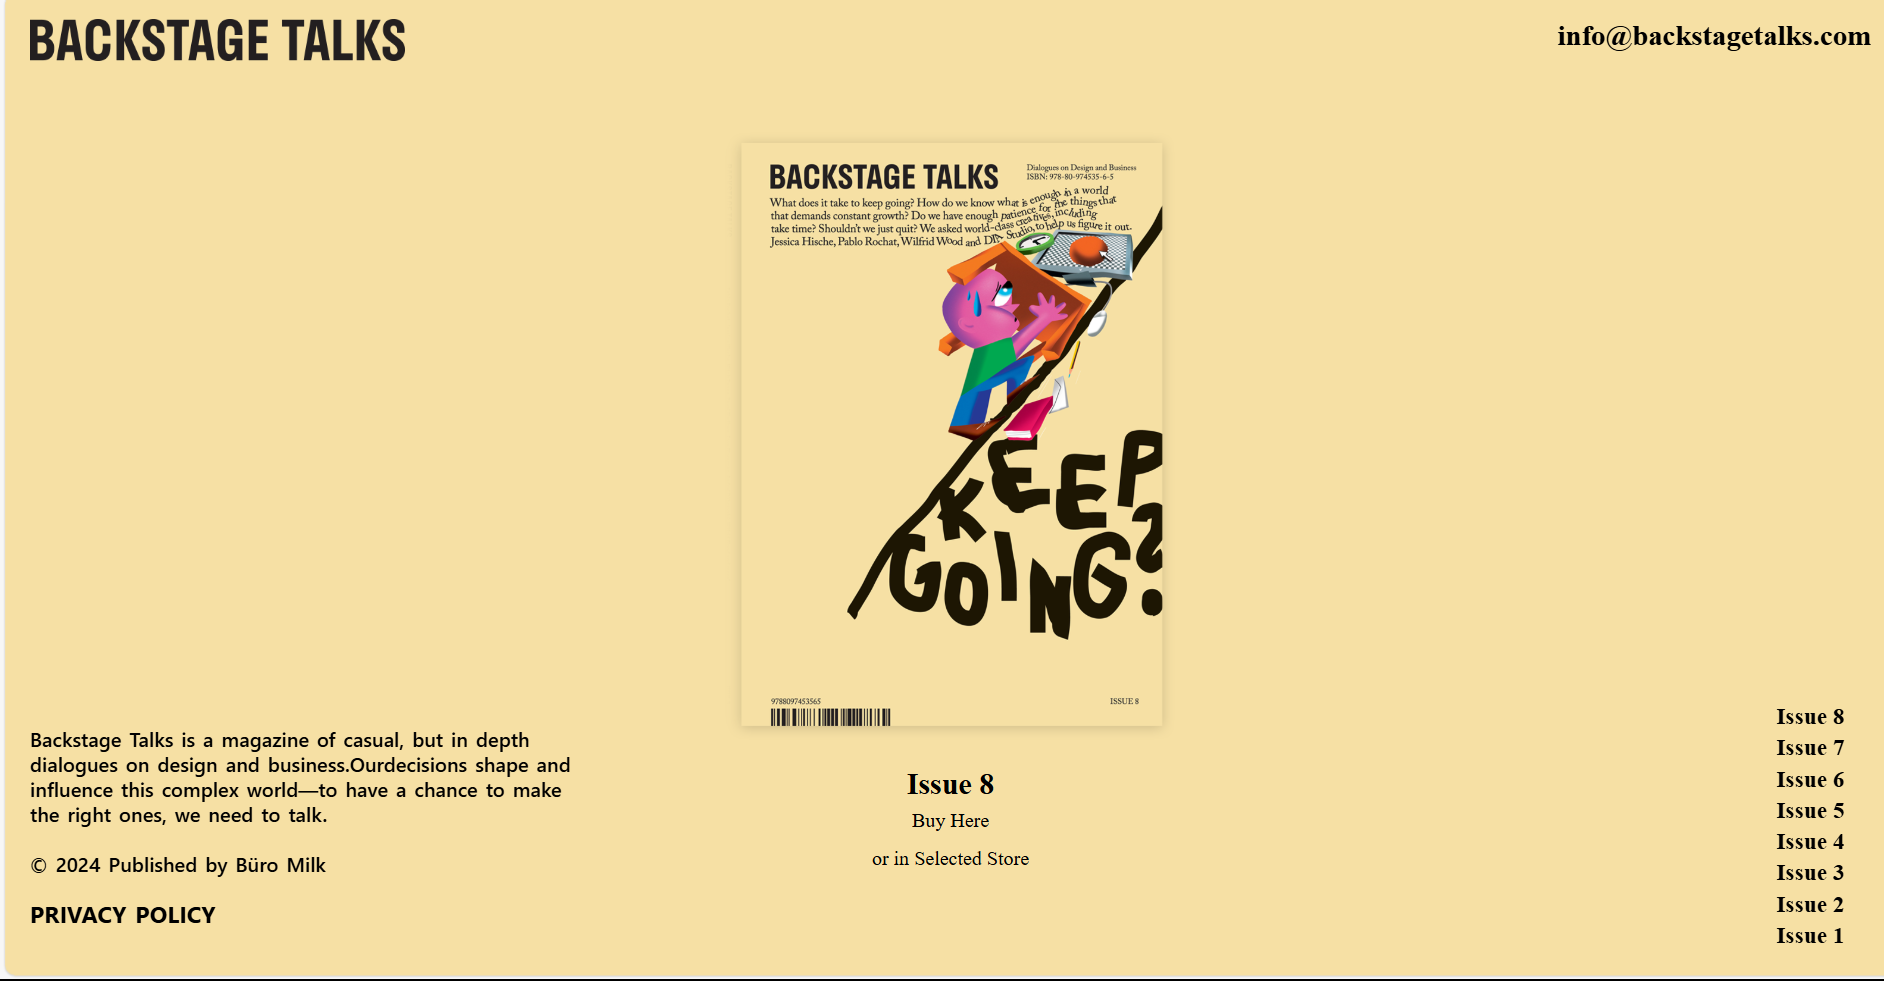 BACKSTAGE TALKS
info@backstagetalks.com
BACKSTAGE TALKS
Dialogues on Design and Business
ISBN: 978-80-974535-6-5
What does it take to keep going? How do we know what is enough in a world
that demands constant growth? Do we have enough patience for the things that
take time? Shouldn't we just quit? We asked world-class creatives, including
Jessica Hische, Pablo Rochat, Wilfrid Wood and DIA Studio, to help us figure it out.
KEEP
GOING?
9788097453565
ISSUE 8
Backstage Talks is a magazine of casual, but in depth
dialogues on design and business.Ourdecisions shape and
influence this complex world—to have a chance to make
the right ones, we need to talk.
© 2024 Published by Büro Milk
PRIVACY POLICY
Issue 8
Buy Here
or in Selected Store
Issue 8
Issue 7
Issue 6
Issue 5
Issue 4
Issue 3
Issue 2
Issue 1